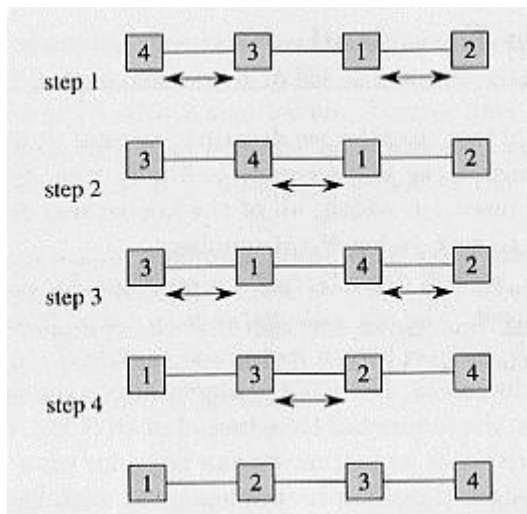 4 3 1 2
step 1
3 4 1 2
step 2
3 1 4 2
step 3
1 3 2 4
step 4
1 2 3 4